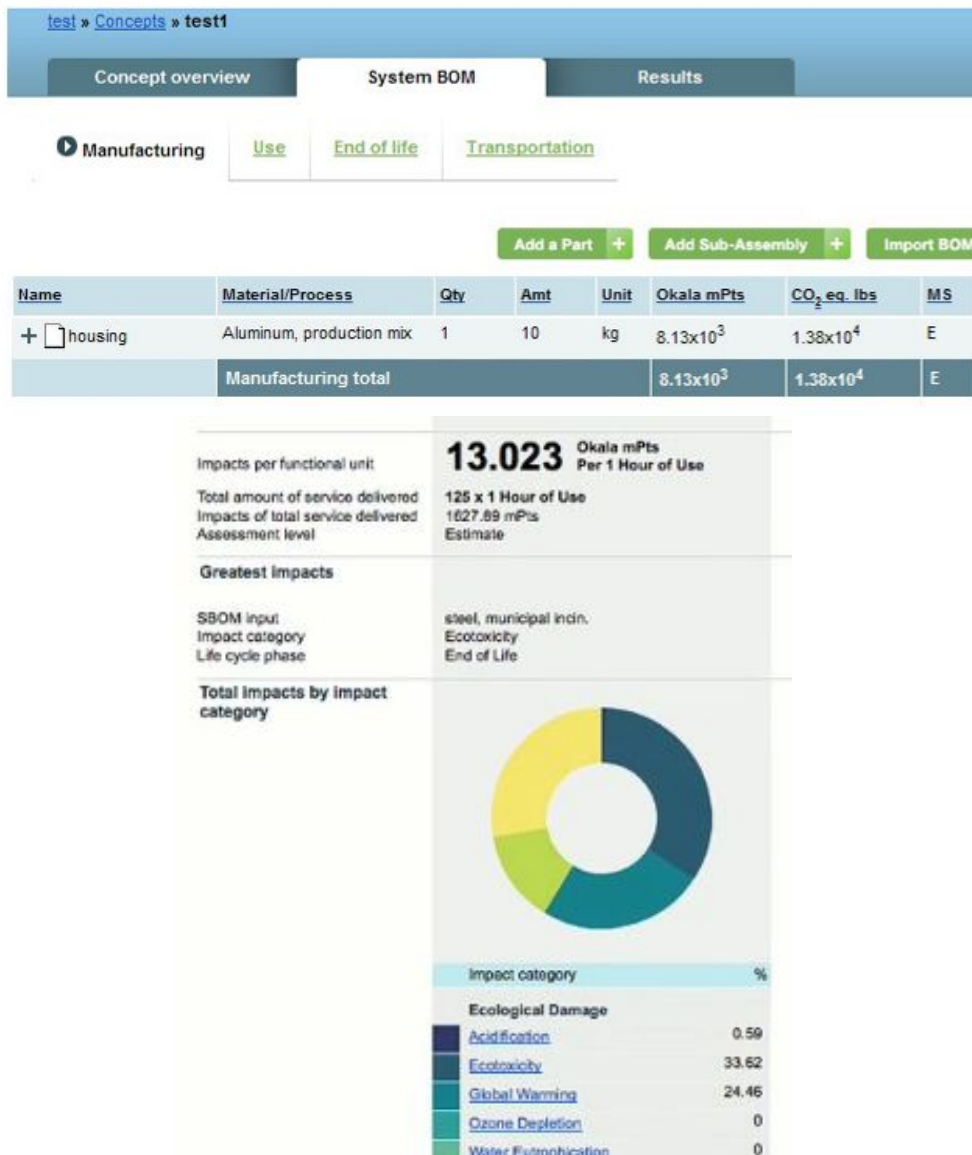 test » Concepts » test1
Concept overview System BOM Results
Manufacturing Use End of life Transportation
Add a Part + Add Sub-Assembly + Import BOM
Name Material/Process Qty Amt Unit Okala mPts CO₂ eq. lbs MS
housing Aluminum, production mix 1 10 kg 8.13x10³ 1.38x10⁴ E
Manufacturing total 8.13x10³ 1.38x10⁴ E
Impacts per functional unit 13.023 Okala mPts
Per 1 Hour of Use
Total amount of service delivered 125 x 1 Hour of Use
Impacts of total service delivered 1627.89 mPts
Assessment level Estimate
Greatest Impacts
SBOM input steel, municipal incin.
Impact category Ecotoxicity
Life cycle phase End of Life
Total impacts by impact
category
Impact category %
Ecological Damage
Acidification 0.59
Ecotoxicity 33.62
Global Warming 24.46
Ozone Depletion 0
Water Eutrophication 0